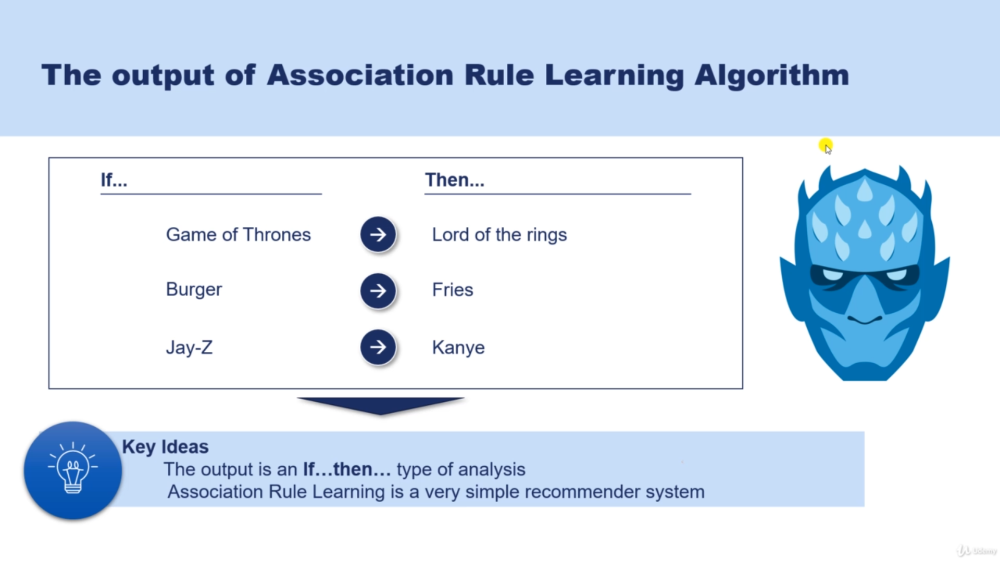 The output of Association Rule Learning Algorithm
If... Then...
Game of Thrones Lord of the rings
Burger Fries
Jay-Z Kanye
Key Ideas
The output is an If...then... type of analysis
Association Rule Learning is a very simple recommender system
Udemy